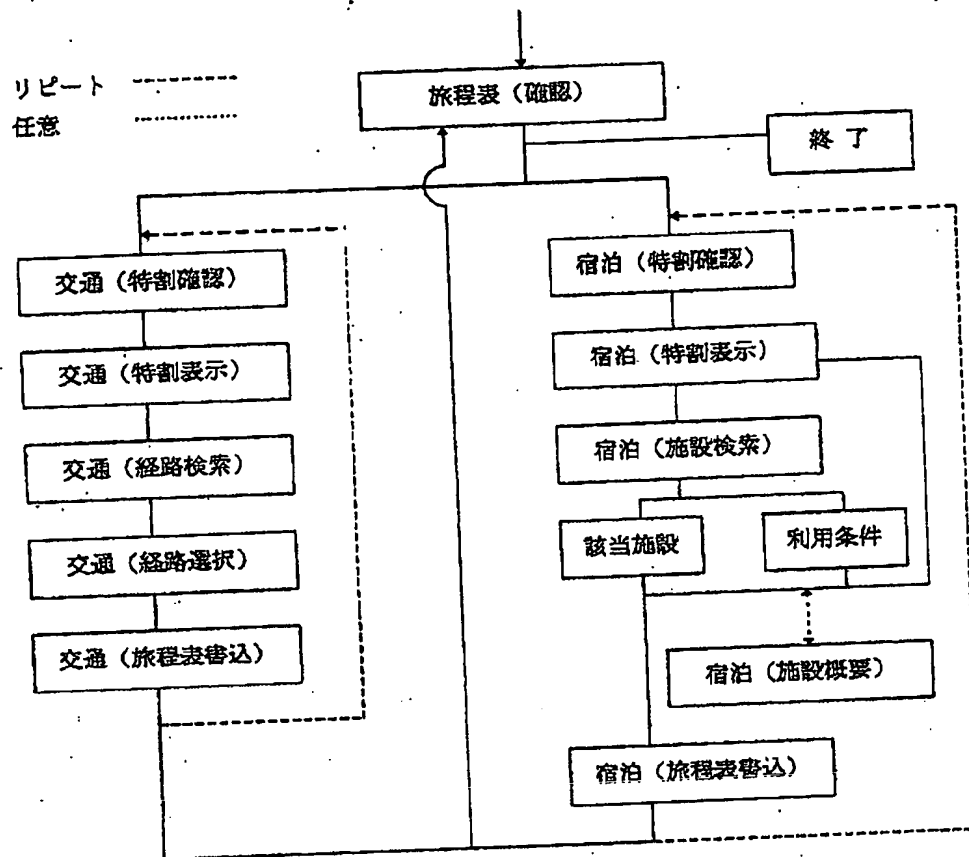 リピート
任意
旅程表（確認）
終了
交通（特割確認）
交通（特割表示）
交通（経路検索）
交通（経路選択）
交通（旅程表書込）
宿泊（特割確認）
宿泊（特割表示）
宿泊（施設検索）
該当施設
利用条件
宿泊（施設概要）
宿泊（旅程表書込）